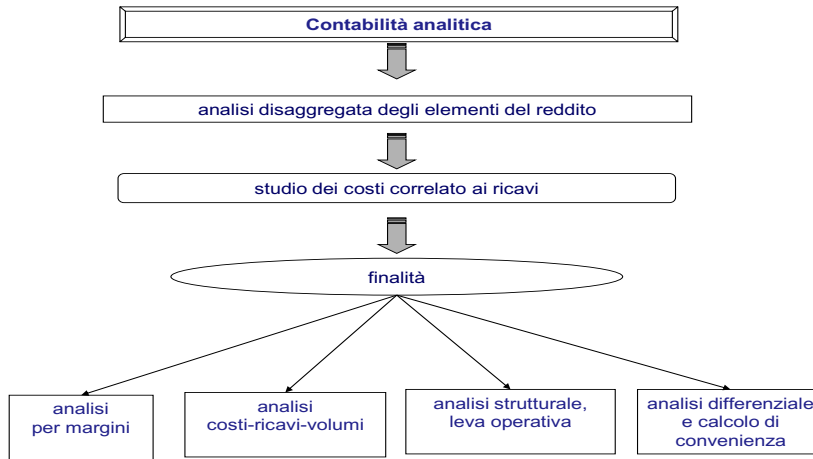 Contabilità analitica
analisi disaggregata degli elementi del reddito
studio dei costi correlato ai ricavi
finalità
analisi
per margini
analisi
costi-ricavi-volumi
analisi strutturale,
leva operativa
analisi differenziale
e calcolo di
convenienza